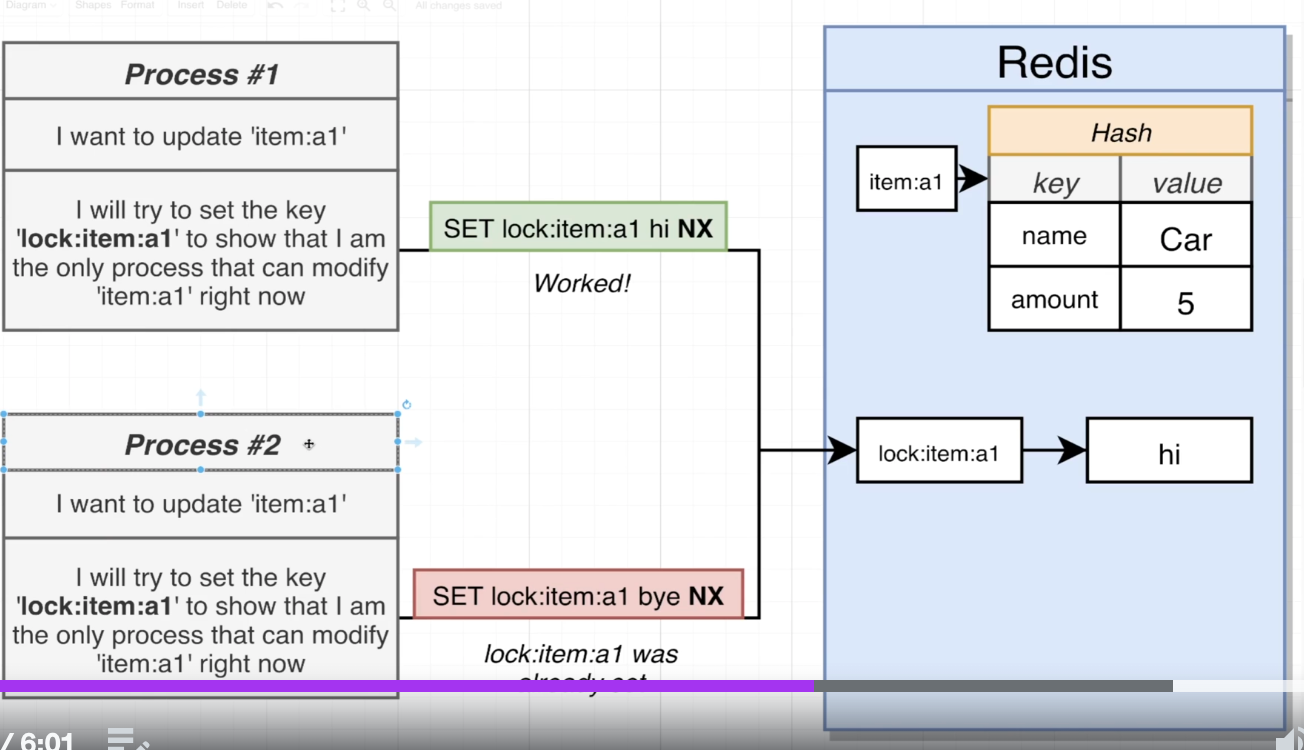 Diagram Shapes Format Insert Delete All changes saved
Process #1
I want to update 'item:a1'
I will try to set the key
'lock:item:a1' to show that I am
the only process that can modify
'item:a1' right now
SET lock:item:a1 hi NX
Worked!
Process #2
I want to update 'item:a1'
I will try to set the key
'lock:item:a1' to show that I am
the only process that can modify
'item:a1' right now
SET lock:item:a1 bye NX
lock:item:a1 was
already set
Redis
item:a1
Hash
key value
name Car
amount 5
lock:item:a1 hi
/ 6:01